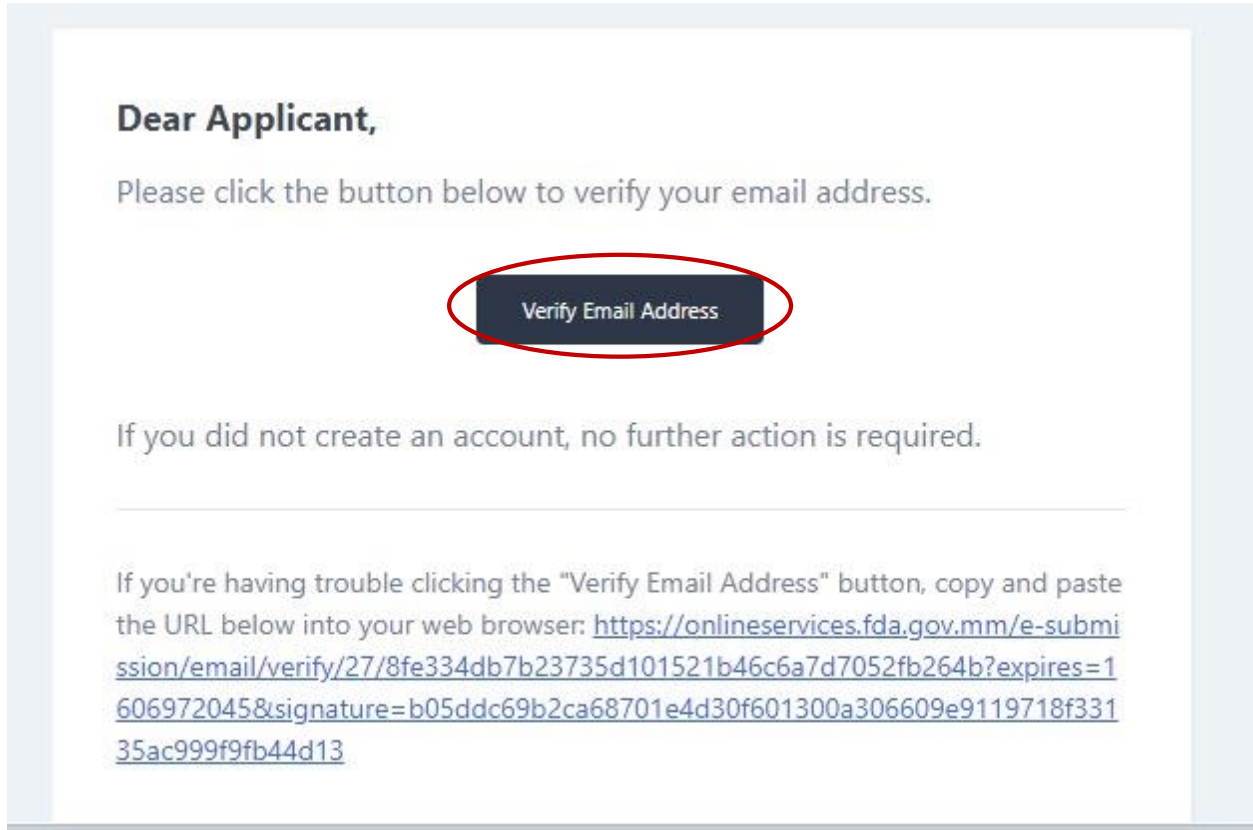 Dear Applicant,
Please click the button below to verify your email address.
Verify Email Address
If you did not create an account, no further action is required.
If you're having trouble clicking the "Verify Email Address" button, copy and paste
the URL below into your web browser: https://onlineservices.fda.gov.mm/e-submi
ssion/email/verify/27/8fe334db7b23735d101521b46c6a7d7052fb264b?expires=1
606972045&signature=b05ddc69b2ca68701e4d30f601300a306609e9119718f331
35ac999f9fb44d13